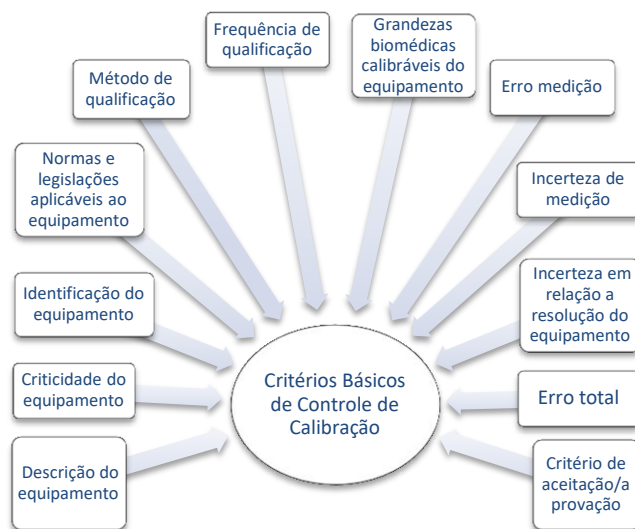 Frequência de
qualificação
Grandezas
biomédicas
calibráveis do
equipamento
Método de
qualificação
Erro medição
Normas e
legislações
aplicáveis ao
equipamento
Incerteza de
medição
Identificação do
equipamento
Incerteza em
relação a
resolução do
equipamento
Criticidade do
equipamento
Critérios Básicos
de Controle de
Calibração
Erro total
Descrição do
equipamento
Critério de
aceitação/a
provação